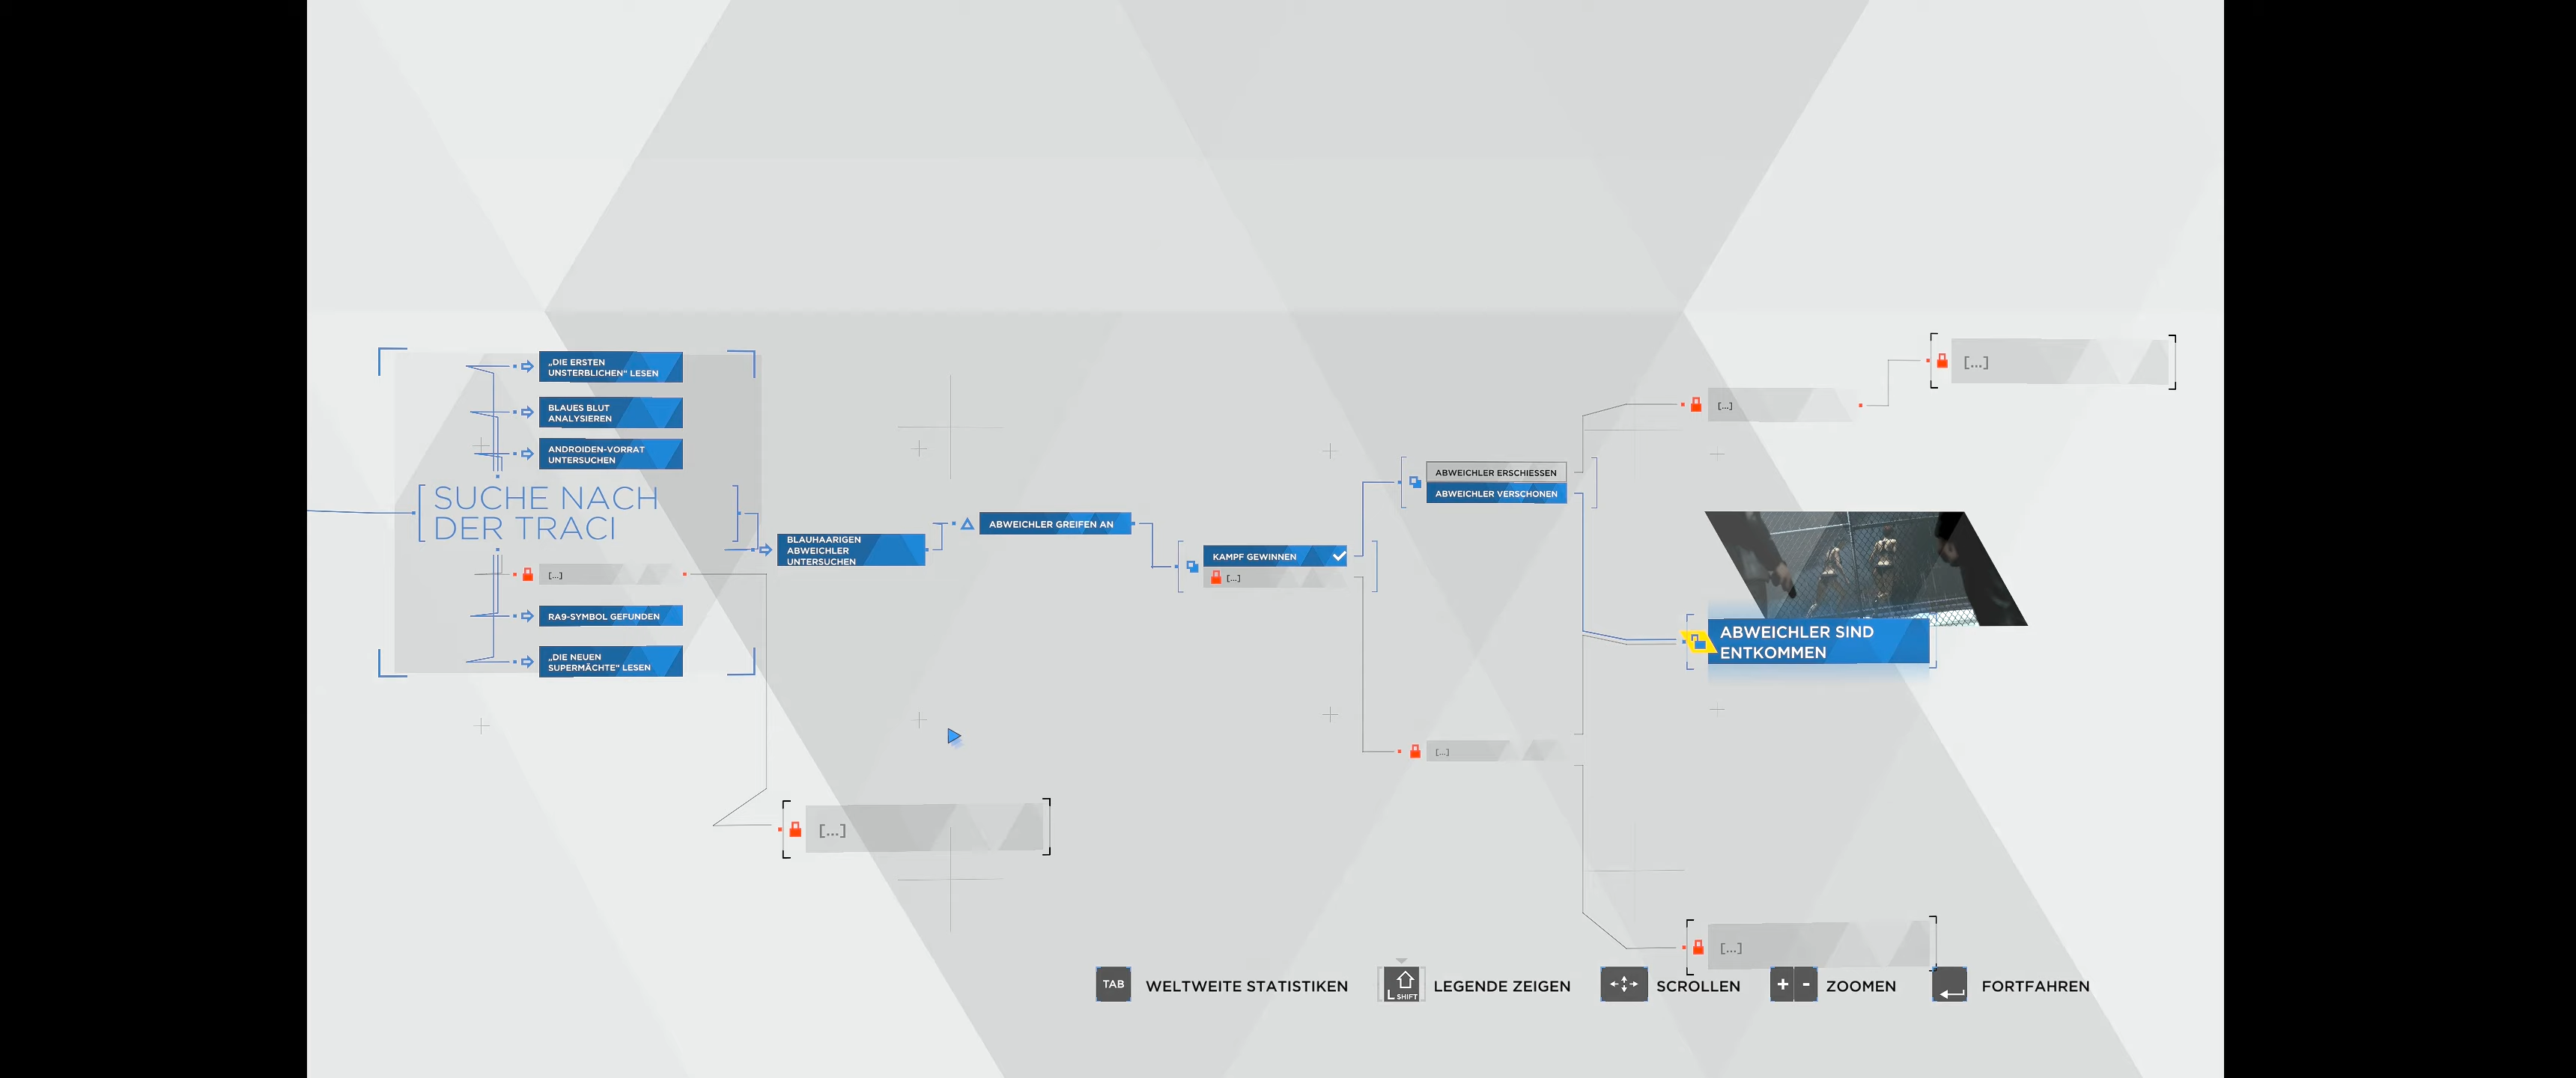 „DIE ERSTEN
UNSTERBLICHEN“ LESEN
BLAUES BLUT
ANALYSIEREN
ANDROIDEN-VORRAT
UNTERSUCHEN
SUCHE NACH
DER TRACI
[...]
RA9-SYMBOL GEFUNDEN
„DIE NEUEN
SUPERMÄCHTE“ LESEN
BLAUHAARIGEN
ABWEICHLER
UNTERSUCHEN
[...]
ABWEICHLER GREIFEN AN
KAMPF GEWINNEN
[...]
ABWEICHLER ERSCHIESSEN
ABWEICHLER VERSCHONEN
[...]
[...]
[...]
ABWEICHLER SIND
ENTKOMMEN
[...]
TAB WELTWEITE STATISTIKEN
L SHIFT LEGENDE ZEIGEN
SCROLLEN
+ - ZOOMEN
FORTFAHREN